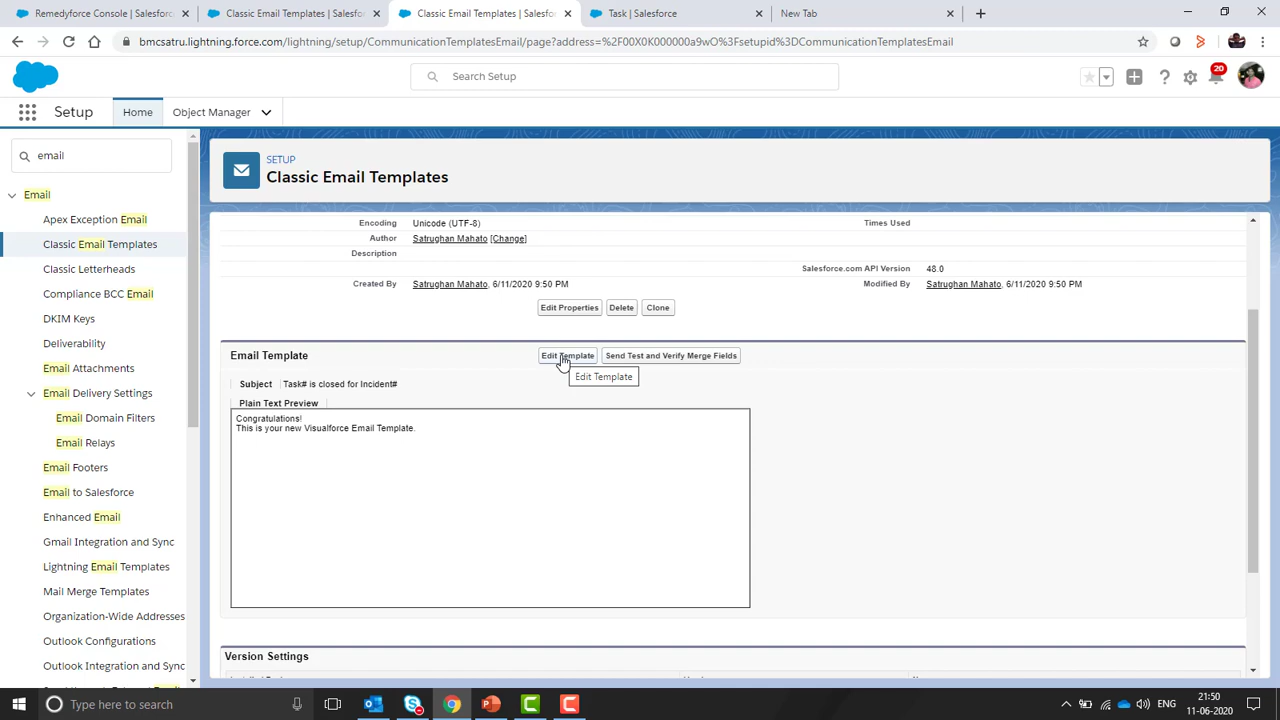 Remedyforce Console | Salesforc
Classic Email Templates | Salesfo
Classic Email Templates | Salesfo
Task | Salesforce
New Tab
bmcsatru.lightning.force.com/lightning/setup/CommunicationTemplatesEmail/page?address=%2F00X0K000000a9wO%3Fsetupid%3DCommunicationTemplatesEmail
Search Setup
20
Setup
Home
Object Manager
email
Email
Apex Exception Email
Classic Email Templates
Classic Letterheads
Compliance BCC Email
DKIM Keys
Deliverability
Email Attachments
Email Delivery Settings
Email Domain Filters
Email Relays
Email Footers
Email to Salesforce
Enhanced Email
Gmail Integration and Sync
Lightning Email Templates
Mail Merge Templates
Organization-Wide Addresses
Outlook Configurations
Outlook Integration and Sync
SETUP
Classic Email Templates
Encoding Unicode (UTF-8) Times Used
Author Satrughan Mahato [Change]
Description
Salesforce.com API Version 48.0
Created By Satrughan Mahato, 6/11/2020 9:50 PM Modified By Satrughan Mahato, 6/11/2020 9:50 PM
Edit Properties Delete Clone
Email Template Edit Template Send Test and Verify Merge Fields
Edit Template
Subject Task# is closed for Incident#
Plain Text Preview
Congratulations!
This is your new Visualforce Email Template.
Version Settings
Type here to search
ENG
21:50
11-06-2020